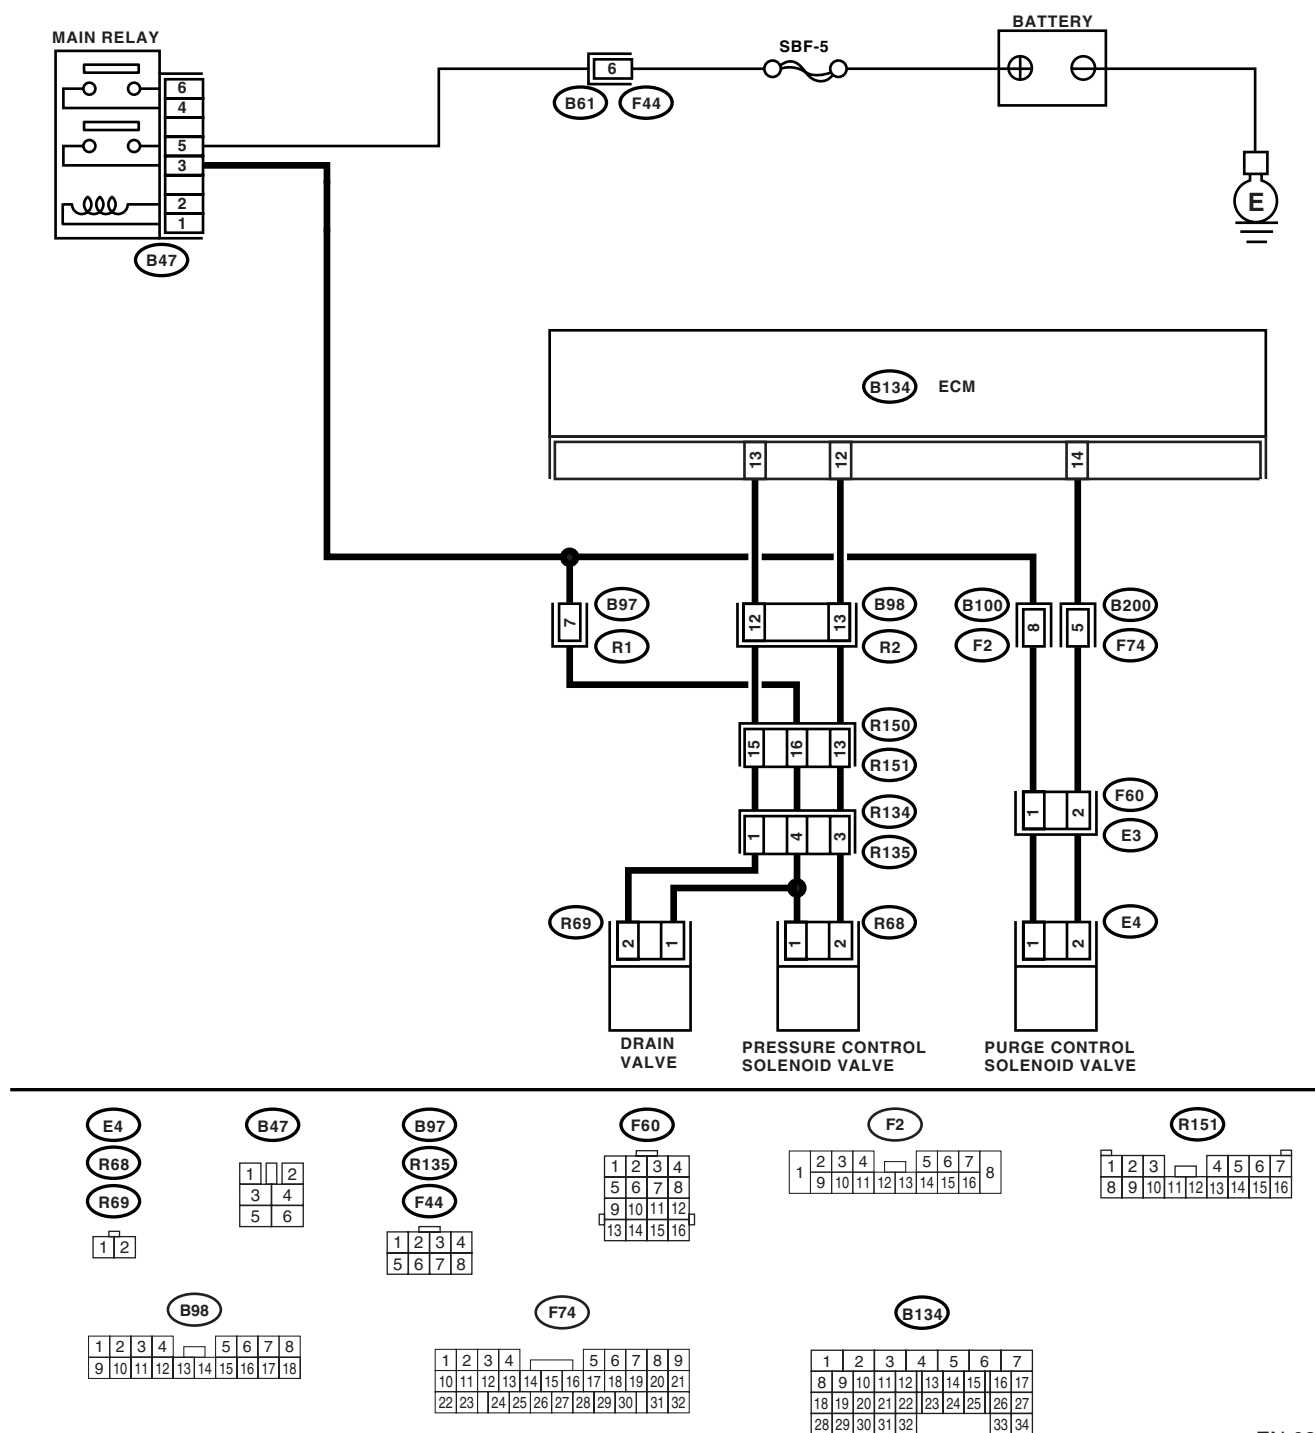 MAIN RELAY
SBF-5
BATTERY
6
4
5
3
2
1
B47
6
B61 F44
E
B134 ECM
13 12 14
7
B97
R1
12 13
B98
R2
B100
F2
8 5
B200
F74
15 16 13
R150
R151
1 4 3
R134
R135
1 2
F60
E3
R69
2 1
1 2
R68
1 2
E4
DRAIN
VALVE
PRESSURE CONTROL
SOLENOID VALVE
PURGE CONTROL
SOLENOID VALVE
E4
R68
R69
1 2
B47
1 2
3 4
5 6
B97
R135
F44
1 2 3 4
5 6 7 8
F60
1 2 3 4
5 6 7 8
9 10 11 12
13 14 15 16
F2
1 2 3 4 5 6 7 8
9 10 11 12 13 14 15 16
R151
1 2 3 4 5 6 7
8 9 10 11 12 13 14 15 16
B98
1 2 3 4 5 6 7 8
9 10 11 12 13 14 15 16 17 18
F74
1 2 3 4 5 6 7 8 9
10 11 12 13 14 15 16 17 18 19 20 21
22 23 24 25 26 27 28 29 30 31 32
B134
1 2 3 4 5 6 7
8 9 10 11 12 13 14 15 16 17
18 19 20 21 22 23 24 25 26 27
28 29 30 31 32 33 34